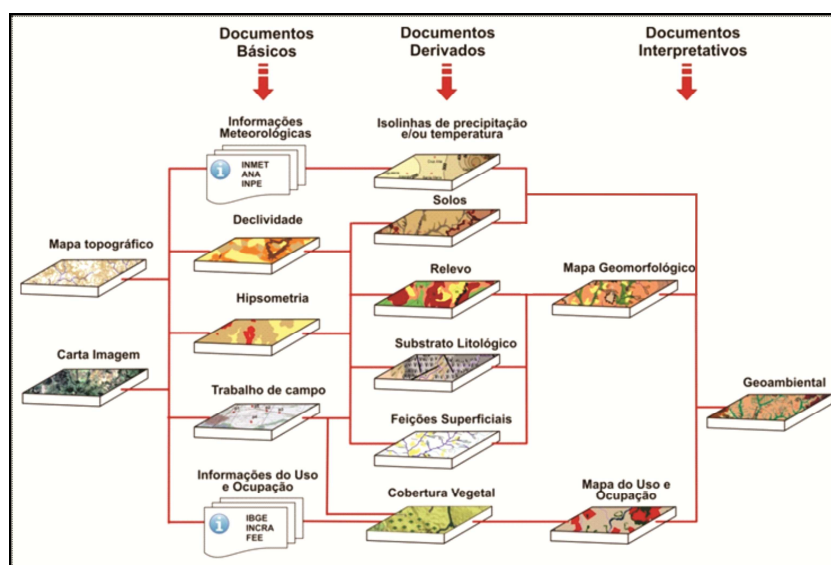 Documentos
Básicos
Documentos
Derivados
Documentos
Interpretativos
Informações
Meteorológicas
INMET
ANA
INPE
Isolinhas de precipitação
e/ou temperatura
Solos
Declividade
Mapa topográfico
Relevo
Mapa Geomorfológico
Hipsometria
Carta Imagem
Substrato Litológico
Geoambiental
Trabalho de campo
Feições Superficiais
Informações do Uso
e Ocupação
IBGE
INCRA
FEE
Cobertura Vegetal
Mapa do Uso e
Ocupação